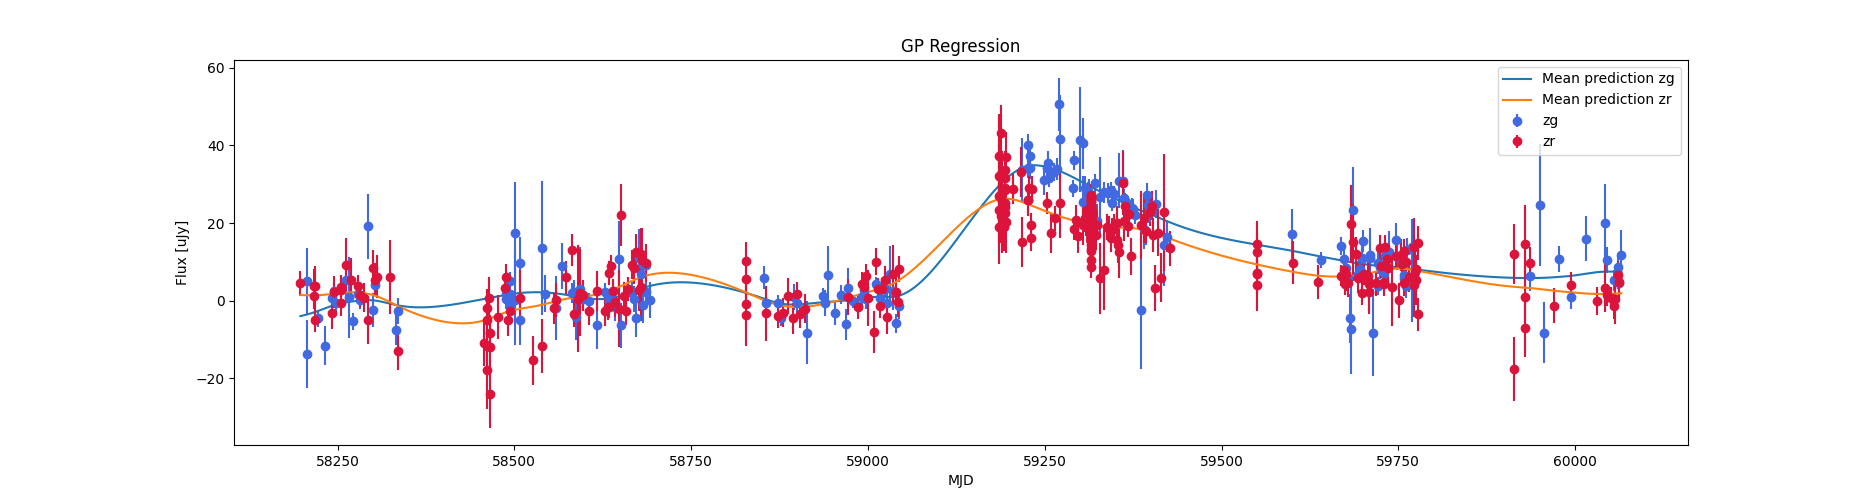 GP Regression
60
40
20
0
−20
Flux [uJy]
58250
58500
58750
59000
59250
59500
59750
60000
MJD
Mean prediction zg
Mean prediction zr
zg
zr